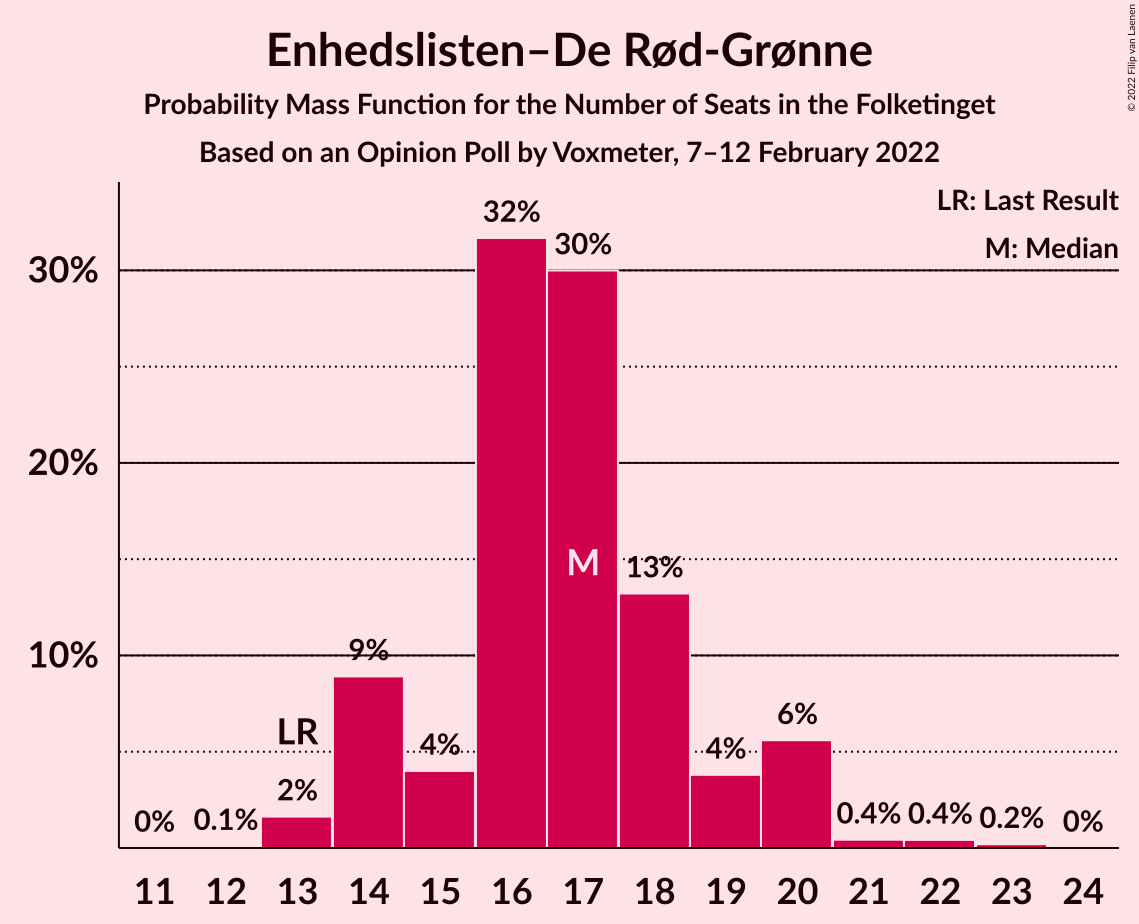 Enhedslisten–De Rød-Grønne
Probability Mass Function for the Number of Seats in the Folketinget
Based on an Opinion Poll by Voxmeter, 7–12 February 2022
© 2022 Filip van Laenen
LR: Last Result
M: Median
30%
20%
10%
0%
0.1%
2%
LR
9%
4%
32%
30%
M
13%
4%
6%
0.4%
0.4%
0.2%
0%
11 12 13 14 15 16 17 18 19 20 21 22 23 24